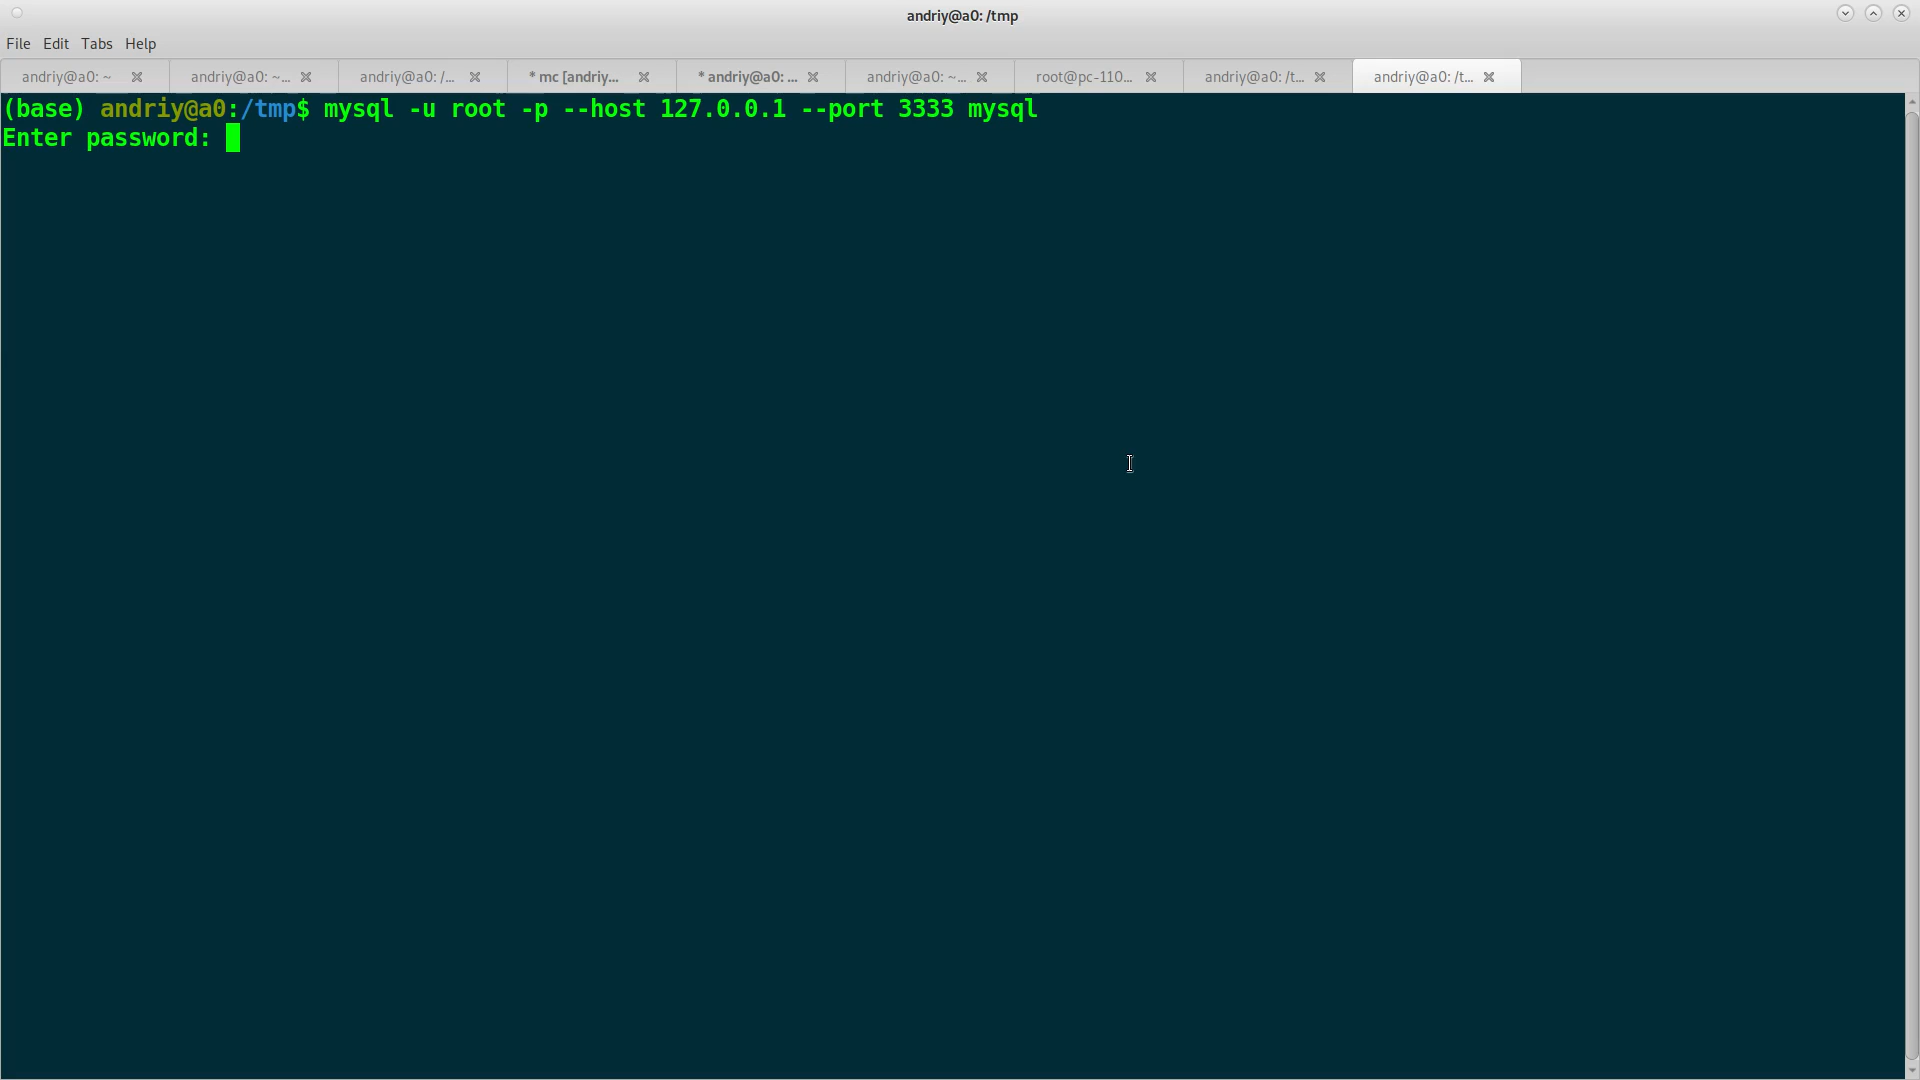 andriy@a0: /tmp
File Edit Tabs Help
andriy@a0: ~ andriy@a0: ~... andriy@a0: /... * mc [andriy... * andriy@a0: ... andriy@a0: ~... root@pc-110... andriy@a0: /t... andriy@a0: /t...
(base) andriy@a0:/tmp$ mysql -u root -p --host 127.0.0.1 --port 3333 mysql
Enter password: